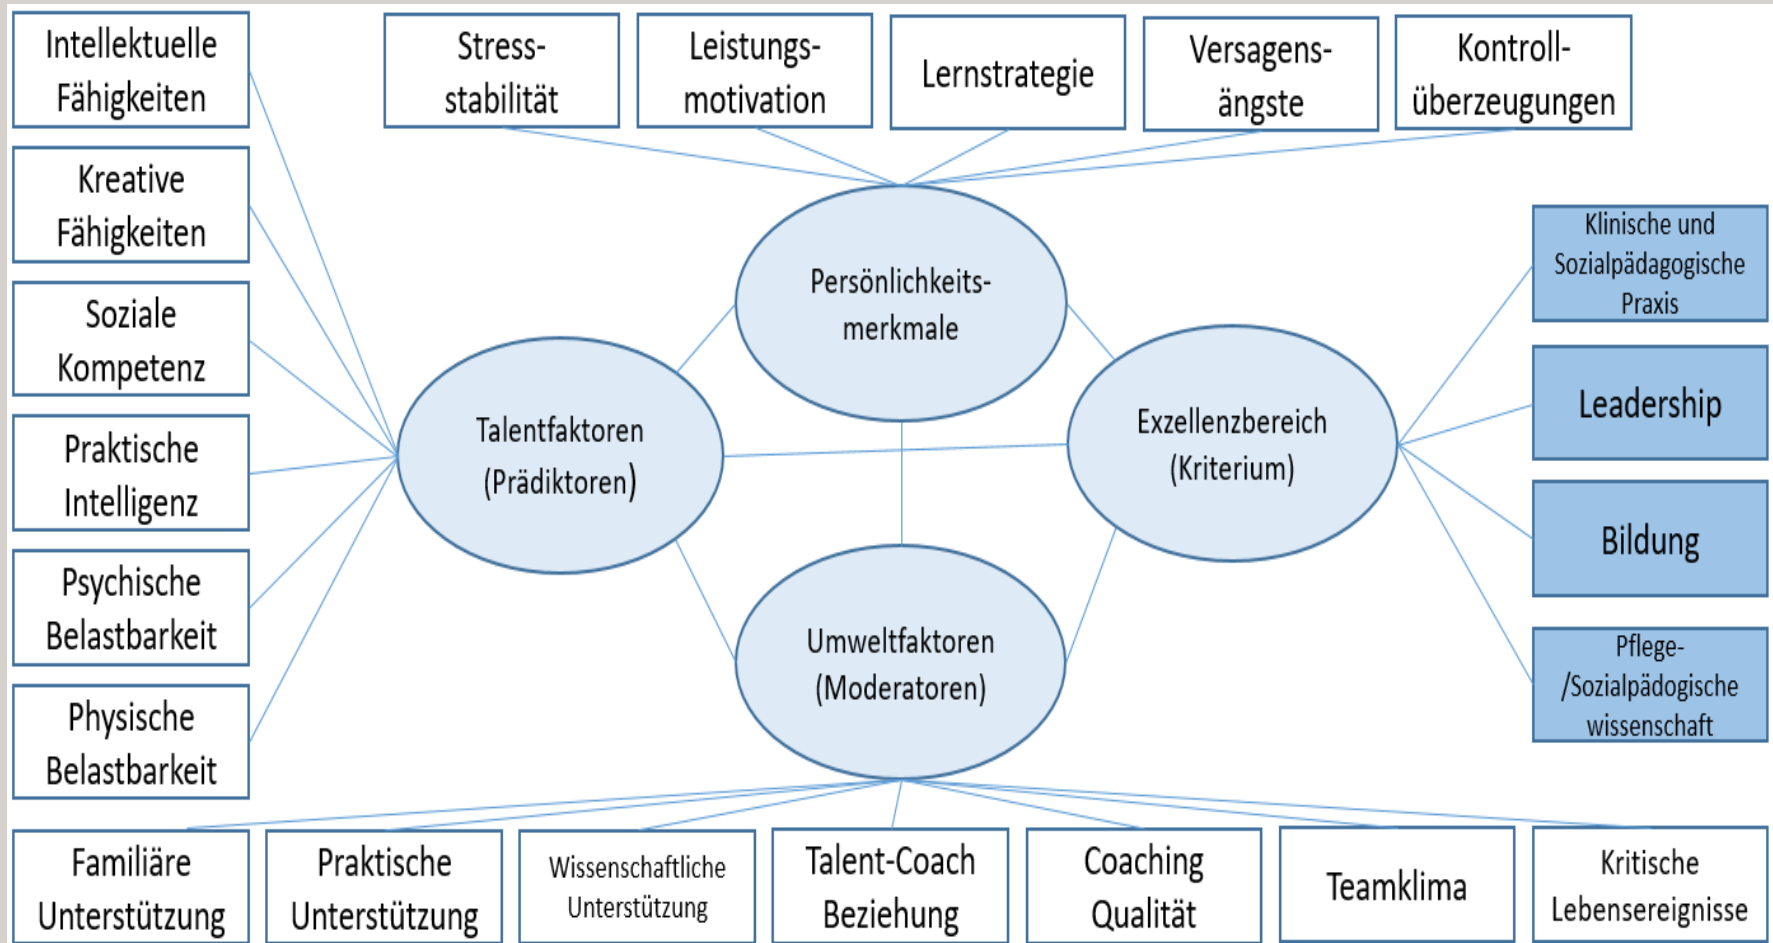 Intellektuelle
Fähigkeiten
Stress-
stabilität
Leistungs-
motivation
Lernstrategie
Versagens-
ängste
Kontroll-
überzeugungen
Kreative
Fähigkeiten
Soziale
Kompetenz
Praktische
Intelligenz
Psychische
Belastbarkeit
Physische
Belastbarkeit
Persönlichkeits-
merkmale
Talentfaktoren
(Prädiktoren)
Exzellenzbereich
(Kriterium)
Umweltfaktoren
(Moderatoren)
Klinische und
Sozialpädagogische
Praxis
Leadership
Bildung
Pflege-
/Sozialpädogische
wissenschaft
Familiäre
Unterstützung
Praktische
Unterstützung
Wissenschaftliche
Unterstützung
Talent-Coach
Beziehung
Coaching
Qualität
Teamklima
Kritische
Lebensereignisse